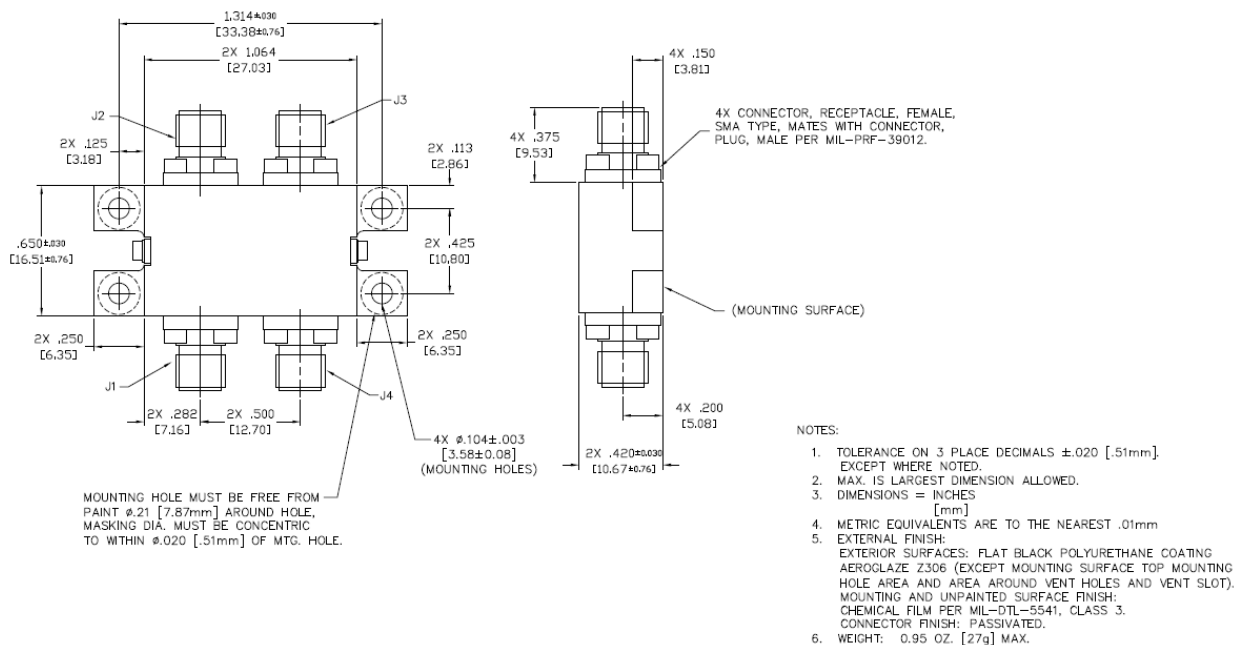 1.314±.030
[33.38±0.76]
2X 1.064
[27.03]
J2
J3
2X .125
[3.18]
2X .113
[2.86]
.650±.030
[16.51±0.76]
2X .425
[10.80]
2X .250
[6.35]
2X .250
[6.35]
J1
J4
2X .282
[7.16]
2X .500
[12.70]
4X ø.104±.003
[3.58±0.08]
(MOUNTING HOLES)
MOUNTING HOLE MUST BE FREE FROM
PAINT ø.21 [7.87mm] AROUND HOLE,
MASKING DIA. MUST BE CONCENTRIC
TO WITHIN ø.020 [.51mm] OF MTG. HOLE.
4X .150
[3.81]
4X .375
[9.53]
4X CONNECTOR, RECEPTACLE, FEMALE,
SMA TYPE, MATES WITH CONNECTOR,
PLUG, MALE PER MIL-PRF-39012.
(MOUNTING SURFACE)
4X .200
[5.08]
2X .420±0.030
[10.67±0.76]
NOTES:
1. TOLERANCE ON 3 PLACE DECIMALS ±.020 [.51mm].
EXCEPT WHERE NOTED.
2. MAX. IS LARGEST DIMENSION ALLOWED.
3. DIMENSIONS = INCHES
[mm]
4. METRIC EQUIVALENTS ARE TO THE NEAREST .01mm
5. EXTERNAL FINISH:
EXTERIOR SURFACES: FLAT BLACK POLYURETHANE COATING
AEROGLAZE Z306 (EXCEPT MOUNTING SURFACE TOP MOUNTING
HOLE AREA AND AREA AROUND VENT HOLES AND VENT SLOT).
MOUNTING AND UNPAINTED SURFACE FINISH:
CHEMICAL FILM PER MIL-DTL-5541, CLASS 3.
CONNECTOR FINISH: PASSIVATED.
6. WEIGHT: 0.95 OZ. [27g] MAX.